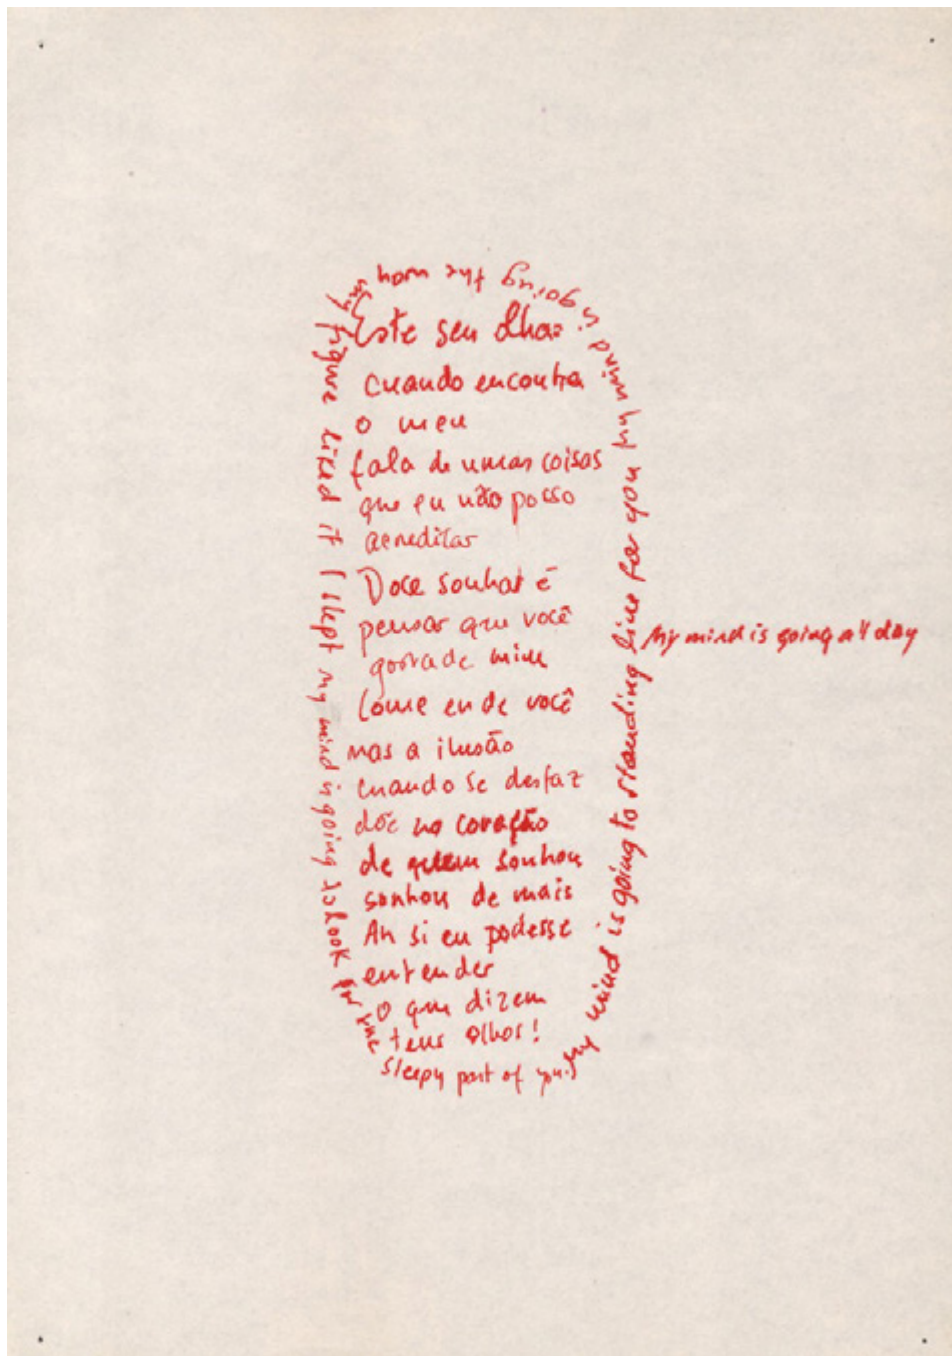 Este seu olhar
cuando encontra
o meu
fala de umas coisas
que eu não posso
acreditar
Doce sonhar é
pensar que você
gosta de mim
Come eu de você
mas a ilusão
cuando se desfaz
dóe no coração
de quem sonhou
sonhou de mais
Ah si eu podesse
entender
O que dizem
teus olhos!
my figure liked it I slept my mind is going to look for the sleepy part of you. My mind is going to standing line for you my mind is going the
My mind is going all day